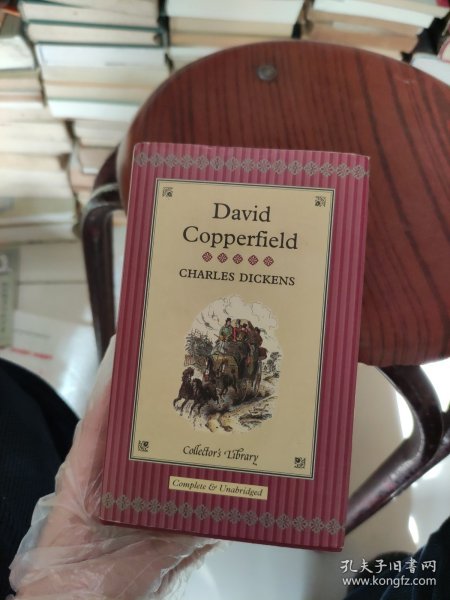 David
Copperfield
CHARLES DICKENS
Collector's Library
Complete & Unabridged
孔夫子旧书网
www.kongfz.com